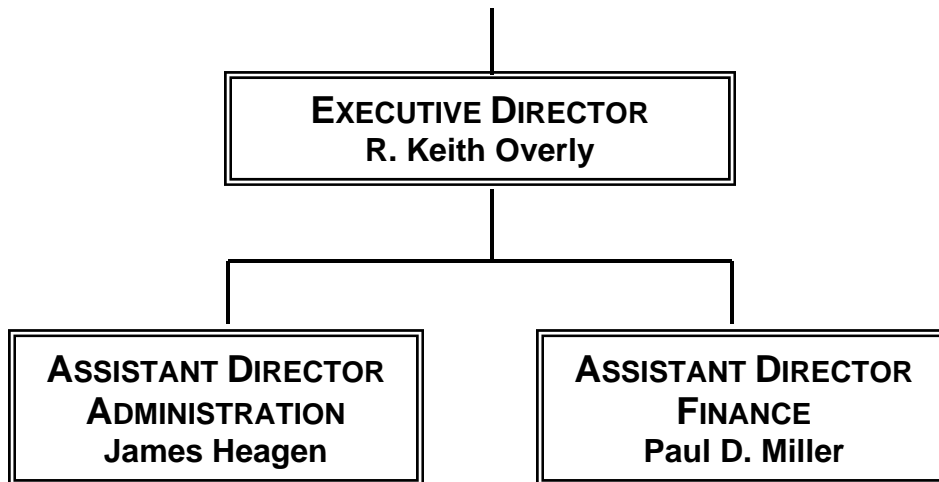 EXECUTIVE DIRECTOR
R. Keith Overly
ASSISTANT DIRECTOR
ADMINISTRATION
James Heagen
ASSISTANT DIRECTOR
FINANCE
Paul D. Miller